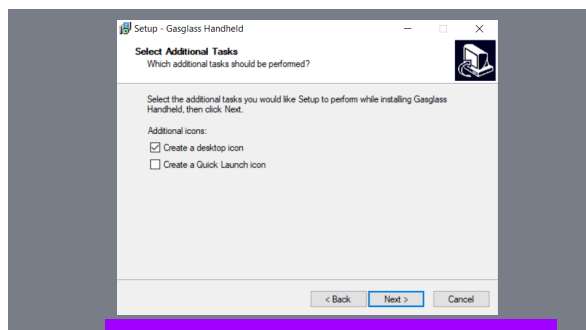 Setup - Gasglass Handheld
Select Additional Tasks
Which additional tasks should be performed?
Select the additional tasks you would like Setup to perform while installing Gasglass
Handheld, then click Next.
Additional icons:
Create a desktop icon
Create a Quick Launch icon
< Back Next > Cancel